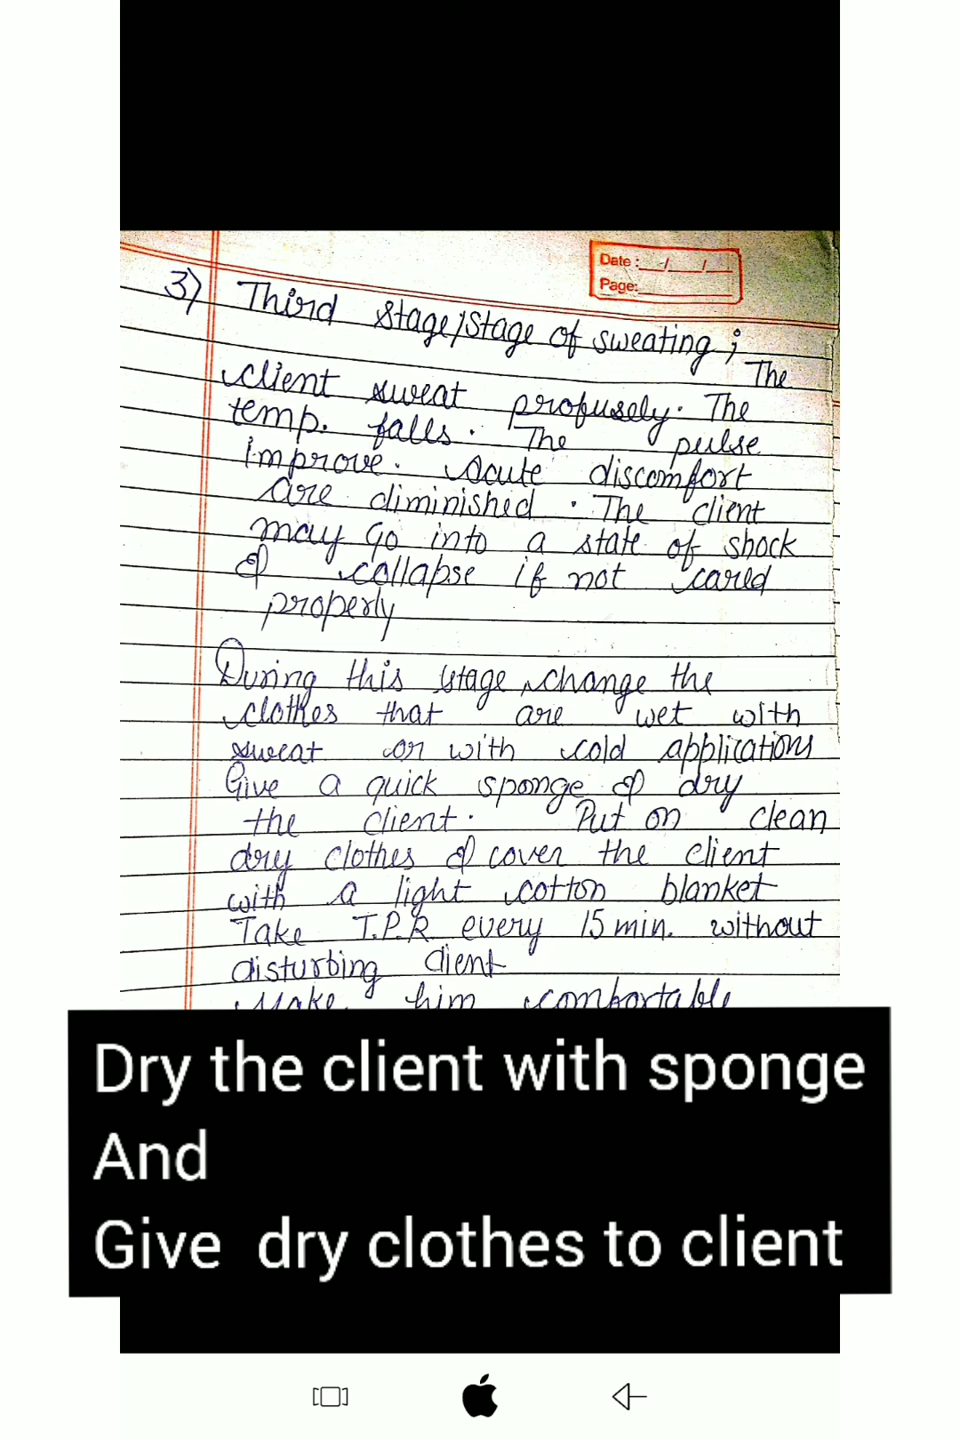 Date: __/__/__
Page:
3) Third stage/stage of sweating ; The
client sweat profusely. The
temp. falls. The pulse
improve. Acute discomfort
are diminished. The client
may go into a state of shock
& collapse if not cared
properly
During this stage, change the
clothes that are wet with
sweat or with cold applications
Give a quick sponge & dry
the client. Put on clean
dry clothes & cover the client
with a light cotton blanket
Take T.P.R every 15 min. without
disturbing client
Make him comfortable
Dry the client with sponge
And
Give dry clothes to client